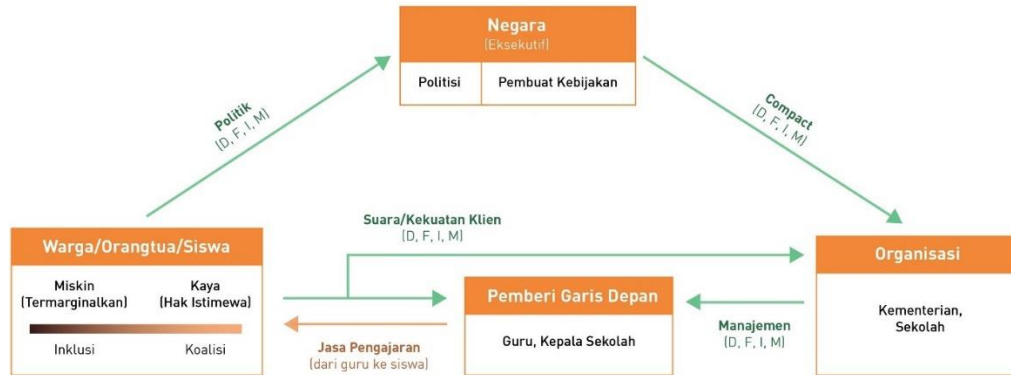 Negara
(Eksekutif)
Politisi
Pembuat Kebijakan
Politik
(D, F, I, M)
Compact
(D, F, I, M)
Suara/Kekuatan Klien
(D, F, I, M)
Warga/Orangtua/Siswa
Miskin
(Termarginalkan)
Kaya
(Hak Istimewa)
Inklusi
Koalisi
Pemberi Garis Depan
Guru, Kepala Sekolah
Jasa Pengajaran
(dari guru ke siswa)
Manajemen
(D, F, I, M)
Organisasi
Kementerian,
Sekolah